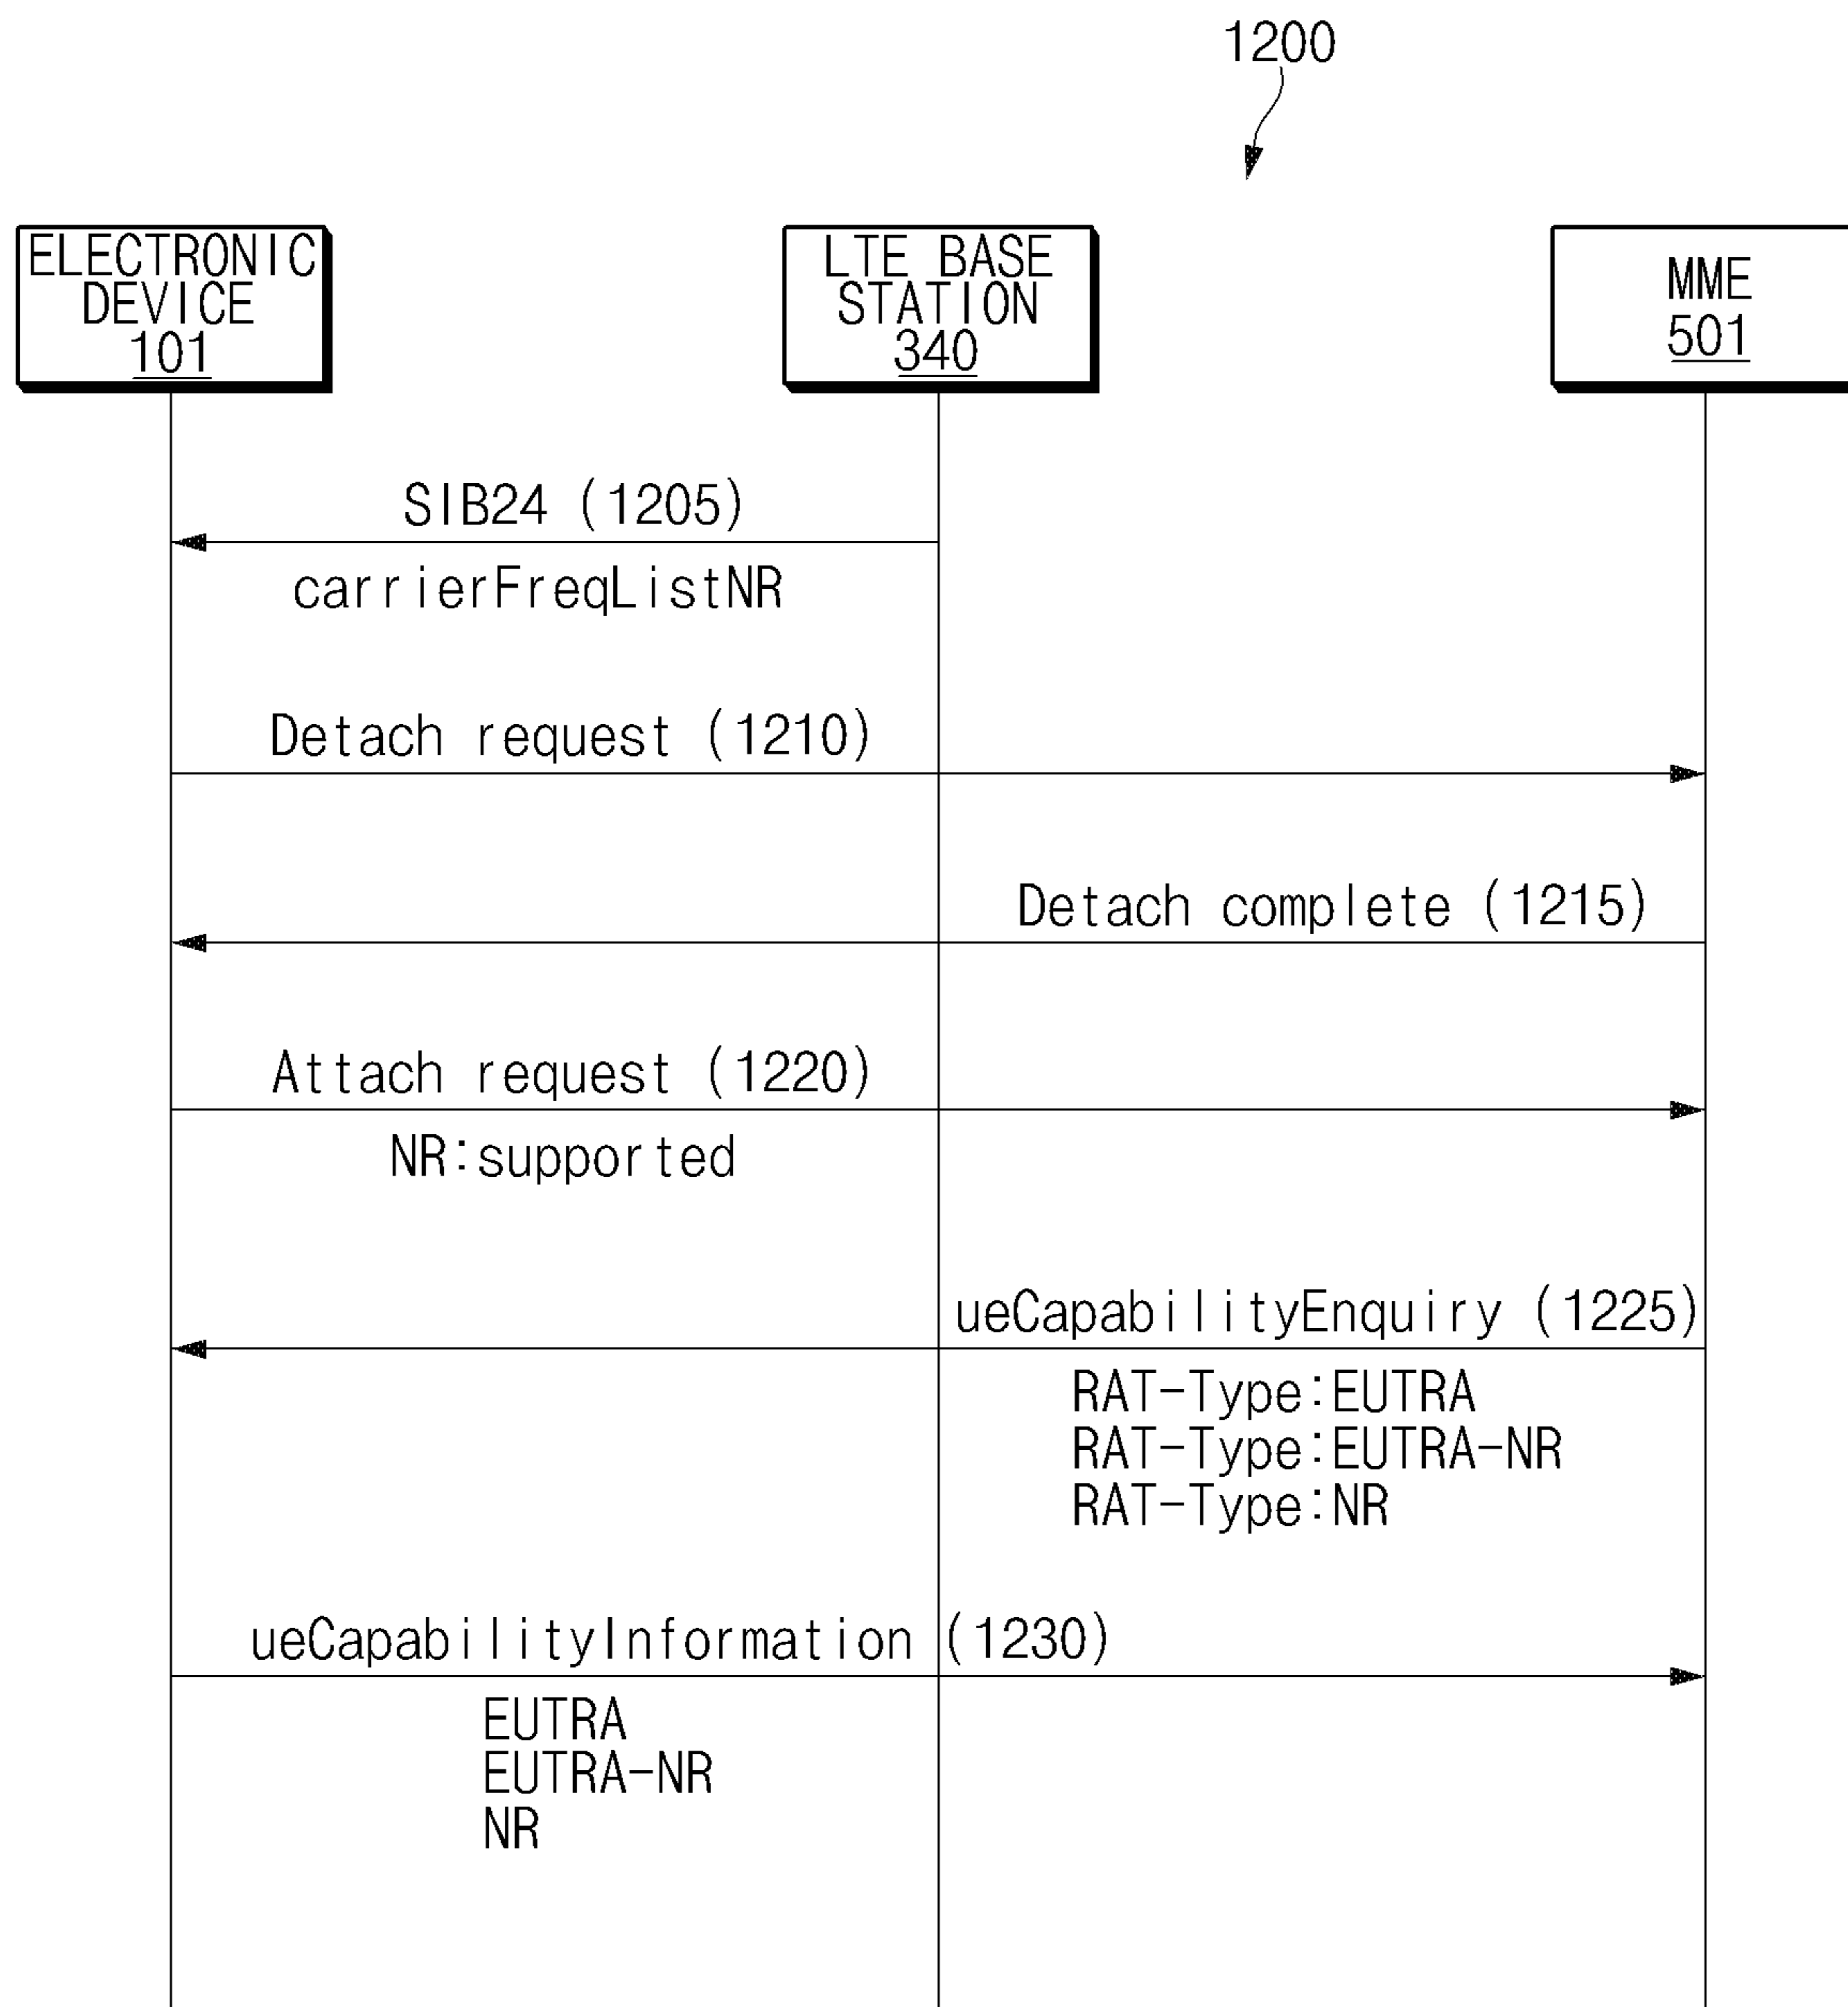 1200
ELECTRONIC
DEVICE
101
LTE BASE
STATION
340
MME
501
SIB24 (1205)
carrierFreqListNR
Detach request (1210)
Detach complete (1215)
Attach request (1220)
NR:supported
ueCapabilityEnquiry (1225)
RAT-Type:EUTRA
RAT-Type:EUTRA-NR
RAT-Type:NR
ueCapabilityInformation (1230)
EUTRA
EUTRA-NR
NR